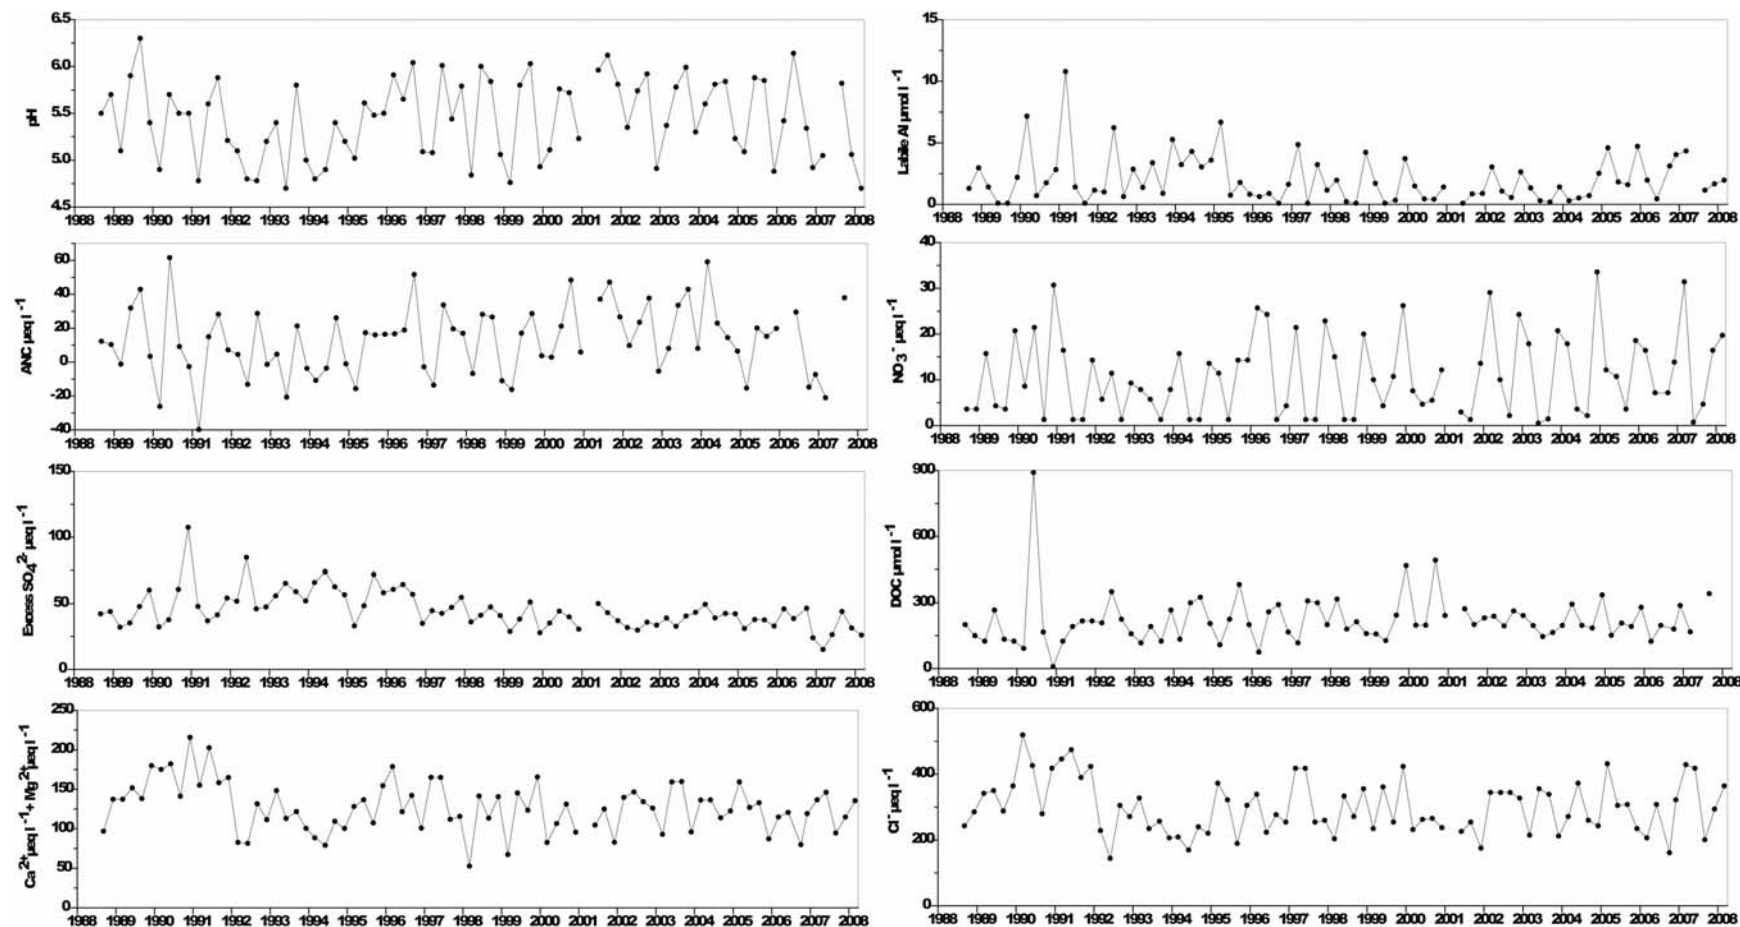 pH
6.5
6.0
5.5
5.0
4.5
1988 1989 1990 1991 1992 1993 1994 1995 1996 1997 1998 1999 2000 2001 2002 2003 2004 2005 2006 2007 2008
Labile Al µmol l⁻¹
15
10
5
0
1988 1989 1990 1991 1992 1993 1994 1995 1996 1997 1998 1999 2000 2001 2002 2003 2004 2005 2006 2007 2008
ANC µeq l⁻¹
60
40
20
0
-20
-40
1988 1989 1990 1991 1992 1993 1994 1995 1996 1997 1998 1999 2000 2001 2002 2003 2004 2005 2006 2007 2008
NO₃⁻ µeq l⁻¹
40
30
20
10
0
1988 1989 1990 1991 1992 1993 1994 1995 1996 1997 1998 1999 2000 2001 2002 2003 2004 2005 2006 2007 2008
Excess SO₄²⁻ µeq l⁻¹
150
100
50
0
1988 1989 1990 1991 1992 1993 1994 1995 1996 1997 1998 1999 2000 2001 2002 2003 2004 2005 2006 2007 2008
DOC µmol l⁻¹
900
600
300
0
1988 1989 1990 1991 1992 1993 1994 1995 1996 1997 1998 1999 2000 2001 2002 2003 2004 2005 2006 2007 2008
Ca²⁺µeq l⁻¹+ Mg²⁺µeq l⁻¹
250
200
150
100
50
0
1988 1989 1990 1991 1992 1993 1994 1995 1996 1997 1998 1999 2000 2001 2002 2003 2004 2005 2006 2007 2008
Cl⁻ µeq l⁻¹
600
400
200
0
1988 1989 1990 1991 1992 1993 1994 1995 1996 1997 1998 1999 2000 2001 2002 2003 2004 2005 2006 2007 2008